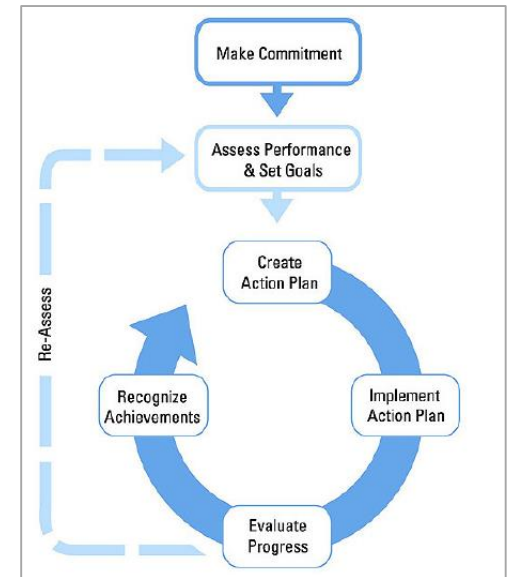 Make Commitment
Assess Performance
& Set Goals
Create
Action Plan
Re-Assess
Recognize
Achievements
Implement
Action Plan
Evaluate
Progress